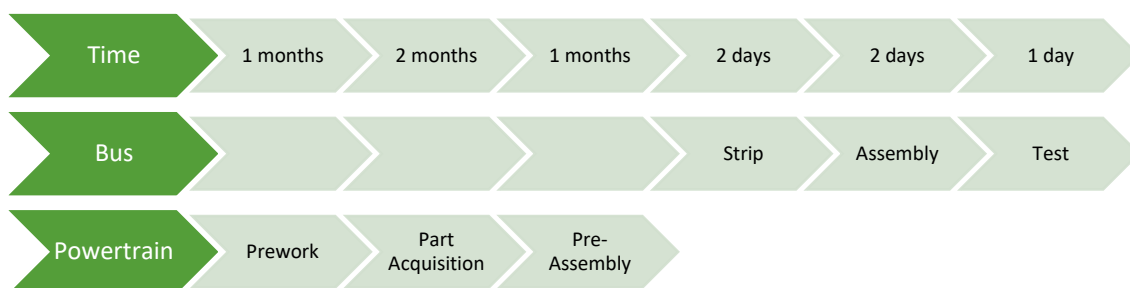 Time
1 months
2 months
1 months
2 days
2 days
1 day
Bus
Strip
Assembly
Test
Powertrain
Prework
Part
Acquisition
Pre-
Assembly